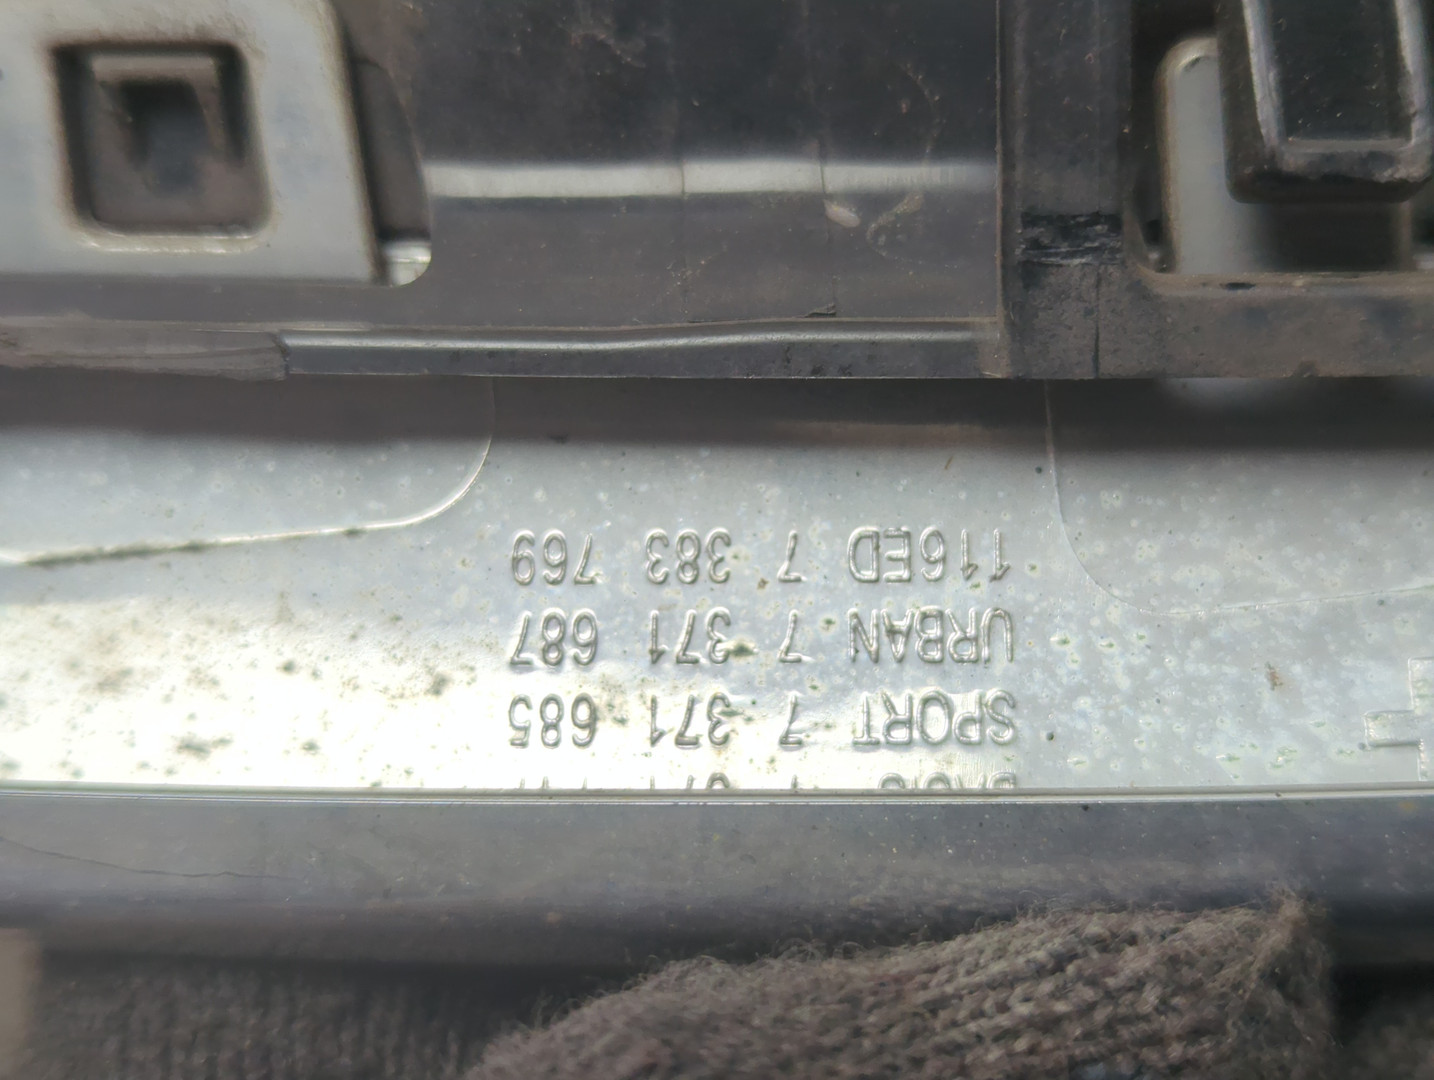 SPORT 7 371 685
URBAN 7 371 687
116ED 7 383 769